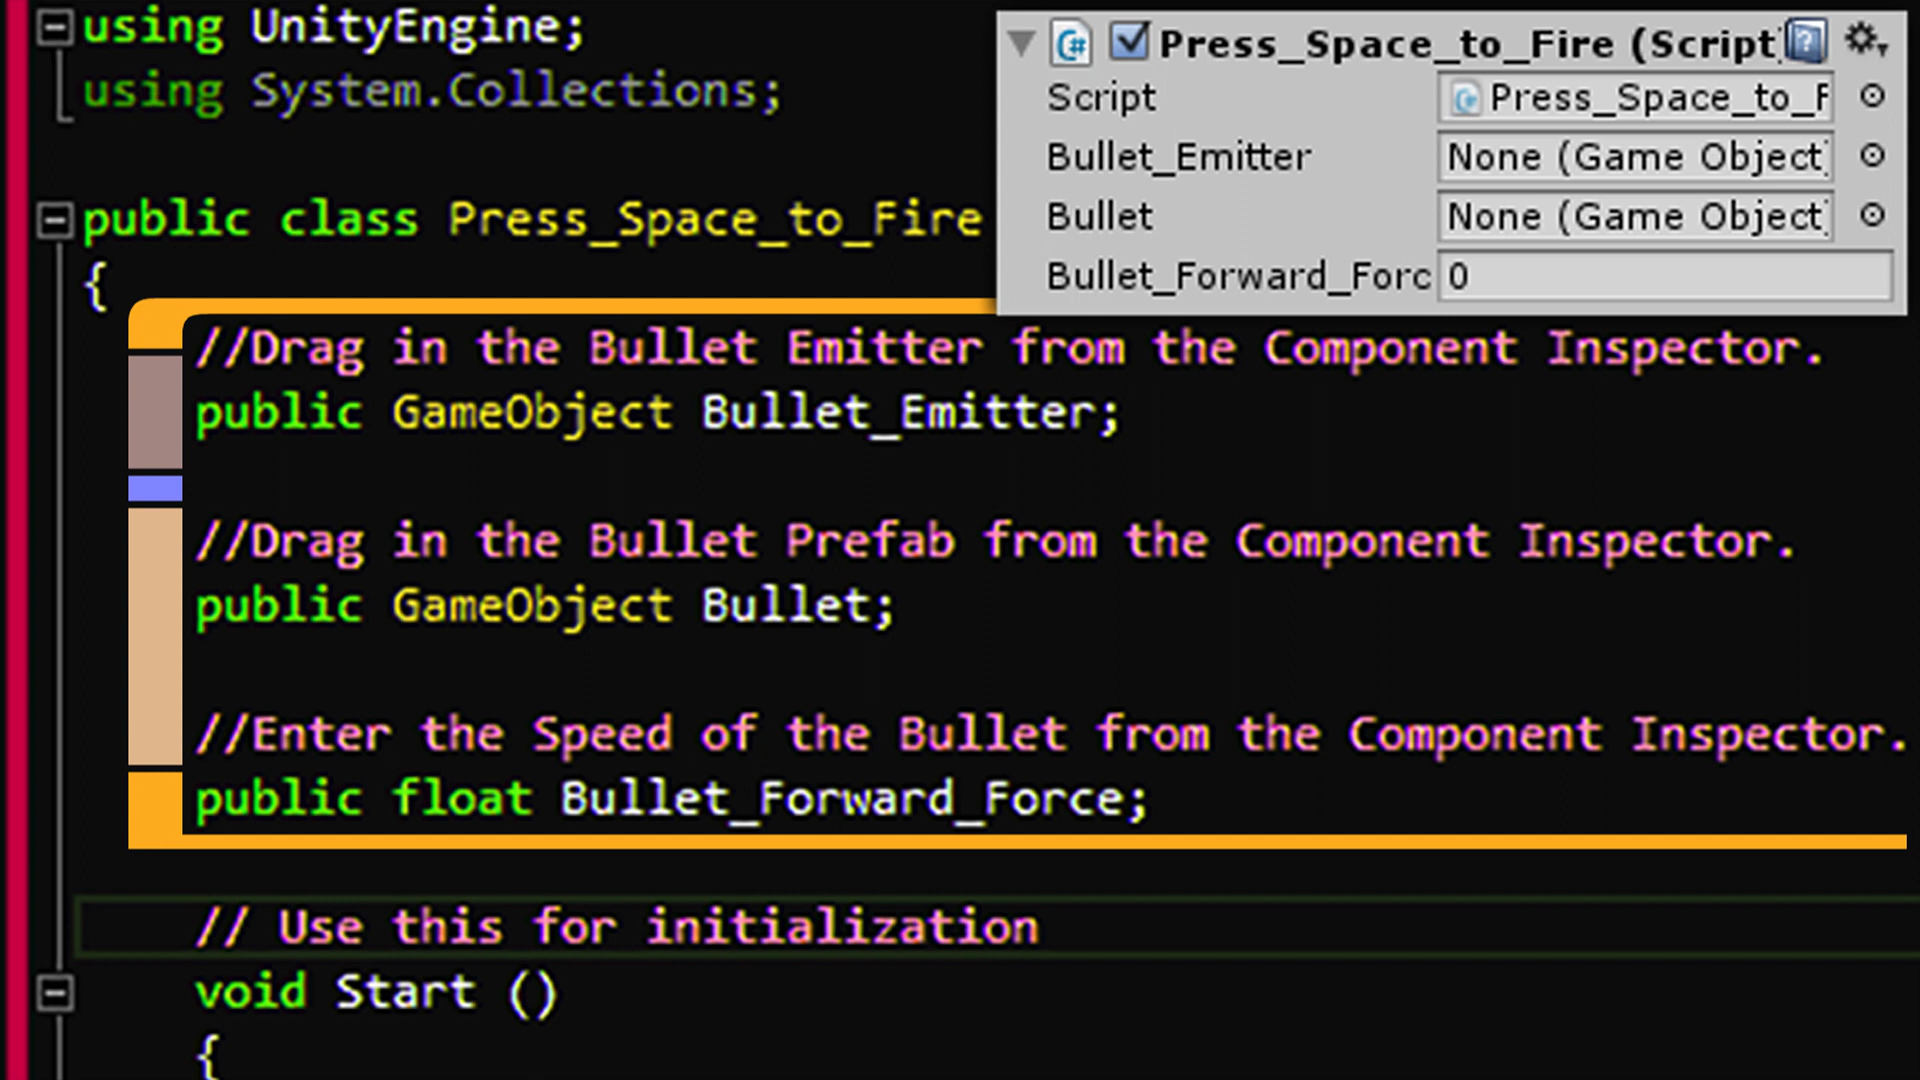 using UnityEngine;
using System.Collections;
public class Press_Space_to_Fire
{
Press_Space_to_Fire (Script)
Script Press_Space_to_F
Bullet_Emitter None (Game Object)
Bullet None (Game Object)
Bullet_Forward_Forc 0
//Drag in the Bullet Emitter from the Component Inspector.
public GameObject Bullet_Emitter;
//Drag in the Bullet Prefab from the Component Inspector.
public GameObject Bullet;
//Enter the Speed of the Bullet from the Component Inspector.
public float Bullet_Forward_Force;
// Use this for initialization
void Start ()
{